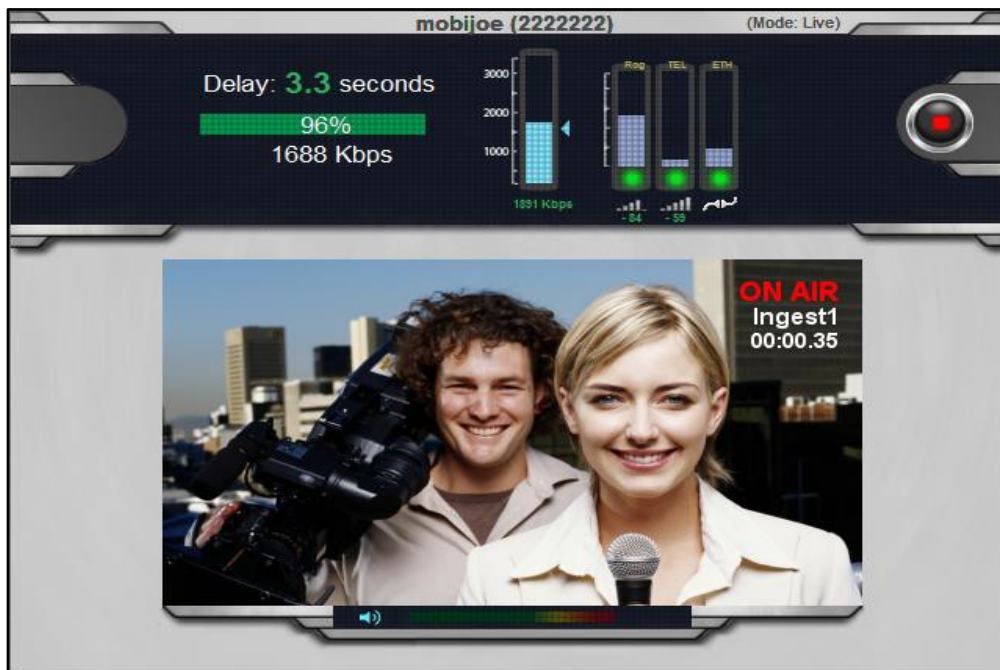 mobijoe (2222222)
(Mode: Live)
Delay: 3.3 seconds
96%
1688 Kbps
3000
2000
1000
1891 Kbps
Rog TEL ETH
- 84 - 59
ON AIR
Ingest1
00:00.35